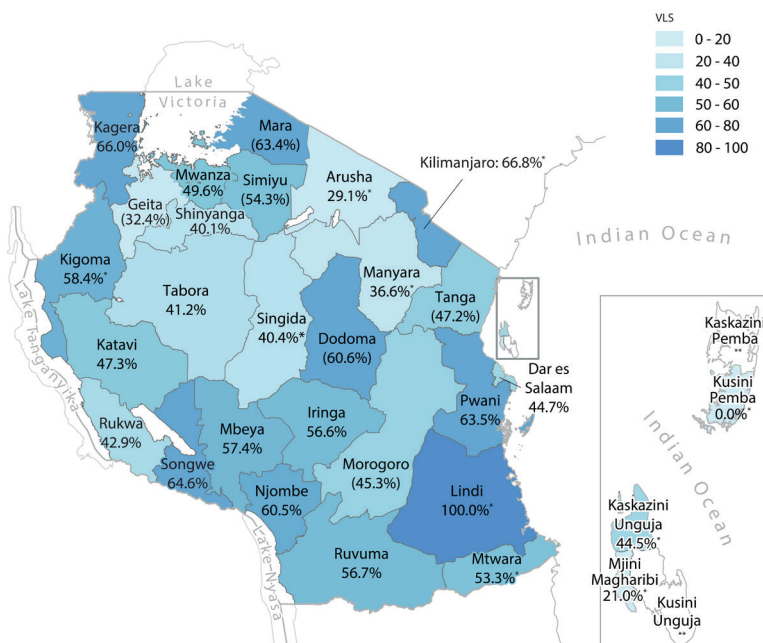 VLS
0 - 20
20 - 40
40 - 50
50 - 60
60 - 80
80 - 100
Lake
Victoria
Kagera
66.0%
Mara
(63.4%)
Kilimanjaro: 66.8%*
Arusha
29.1%*
Mwanza
49.6%
Simiyu
(54.3%)
Geita
(32.4%)
Shinyanga
40.1%
Indian Ocean
Kigoma
58.4%*
Manyara
36.6%*
Tabora
41.2%
Tanga
(47.2%)
Singida
40.4%*
Dodoma
(60.6%)
Lake Tanganyika
Katavi
47.3%
Dar es
Salaam
44.7%
Pwani
63.5%
Rukwa
42.9%
Mbeya
57.4%
Iringa
56.6%
Songwe
64.6%
Morogoro
(45.3%)
Njombe
60.5%
Lindi
100.0%*
Lake Nyasa
Ruvuma
56.7%
Mtwara
53.3%*
Kaskazini
Pemba
**
Kusini
Pemba
0.0%*
Indian Ocean
Kaskazini
Unguja
44.5%*
Mjini
Magharibi
21.0%*
Kusini
Unguja
**